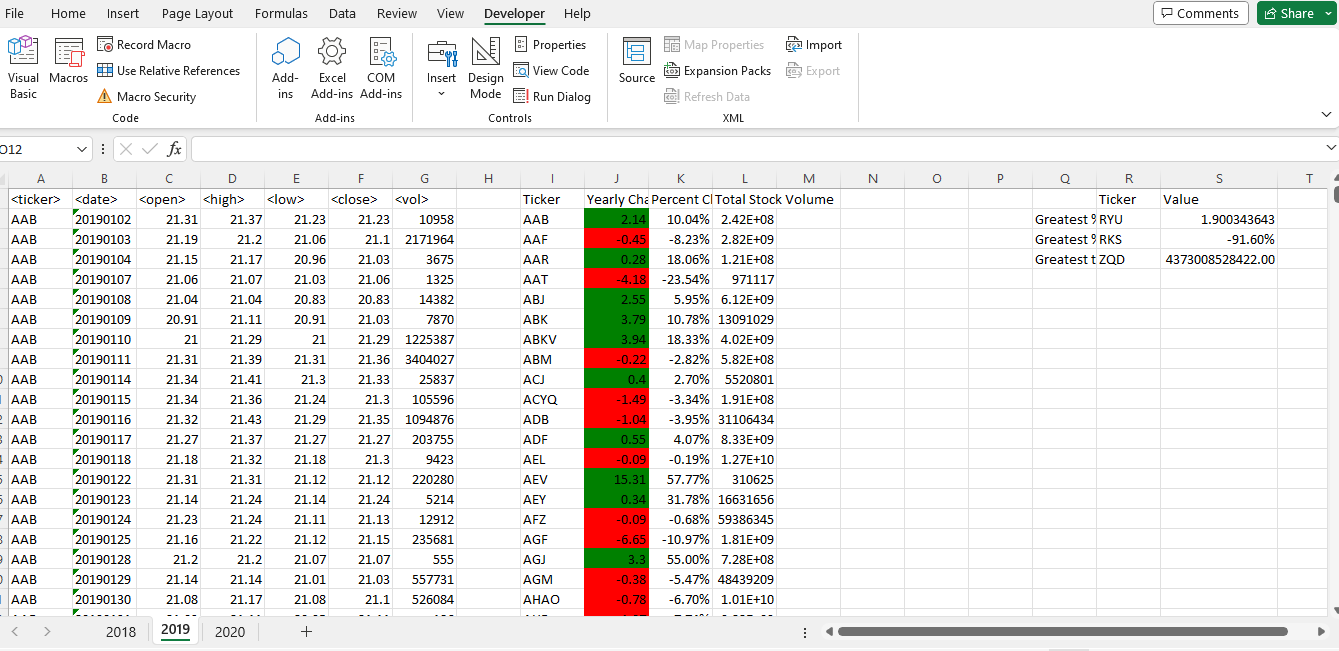 File Home Insert Page Layout Formulas Data Review View Developer Help Comments Share
Visual Basic Macros Record Macro Use Relative References Macro Security
Code
Add-ins Excel Add-ins COM Add-ins
Add-ins
Insert Design Mode Properties View Code Run Dialog
Controls
Source Map Properties Expansion Packs Refresh Data Import Export
XML
O12 fx
A B C D E F G H I J K L M N O P Q R S T
<ticker> <date> <open> <high> <low> <close> <vol> Ticker Yearly Cha Percent Cl Total Stock Volume Ticker Value
AAB 20190102 21.31 21.37 21.23 21.23 10958 AAB 2.14 10.04% 2.42E+08 Greatest % RYU 1.900343643
AAB 20190103 21.19 21.2 21.06 21.1 2171964 AAF -0.45 -8.23% 2.82E+09 Greatest % RKS -91.60%
AAB 20190104 21.15 21.17 20.96 21.03 3675 AAR 0.28 18.06% 1.21E+08 Greatest t ZQD 4373008528422.00
AAB 20190107 21.06 21.07 21.03 21.06 1325 AAT -4.18 -23.54% 971117
AAB 20190108 21.04 21.04 20.83 20.83 14382 ABJ 2.55 5.95% 6.12E+09
AAB 20190109 20.91 21.11 20.91 21.03 7870 ABK 3.79 10.78% 13091029
AAB 20190110 21 21.29 21 21.29 1225387 ABKV 3.94 18.33% 4.02E+09
AAB 20190111 21.31 21.39 21.31 21.36 3404027 ABM -0.22 -2.82% 5.82E+08
AAB 20190114 21.34 21.41 21.3 21.33 25837 ACJ 0.4 2.70% 5520801
AAB 20190115 21.34 21.36 21.24 21.3 105596 ACYQ -1.49 -3.34% 1.91E+08
AAB 20190116 21.32 21.43 21.29 21.35 1094876 ADB -1.04 -3.95% 31106434
AAB 20190117 21.27 21.37 21.27 21.27 203755 ADF 0.55 4.07% 8.33E+09
AAB 20190118 21.18 21.32 21.18 21.3 9423 AEL -0.09 -0.19% 1.27E+10
AAB 20190122 21.31 21.31 21.12 21.12 220280 AEV 15.31 57.77% 310625
AAB 20190123 21.14 21.24 21.14 21.24 5214 AEY 0.34 31.78% 16631656
AAB 20190124 21.23 21.24 21.11 21.13 12912 AFZ -0.09 -0.68% 59386345
AAB 20190125 21.16 21.22 21.12 21.15 235681 AGF -6.65 -10.97% 1.81E+09
AAB 20190128 21.2 21.2 21.07 21.07 555 AGJ 3.3 55.00% 7.28E+08
AAB 20190129 21.14 21.14 21.01 21.03 557731 AGM -0.38 -5.47% 48439209
AAB 20190130 21.08 21.17 21.08 21.1 526084 AHAO -0.78 -6.70% 1.01E+10
2018 2019 2020